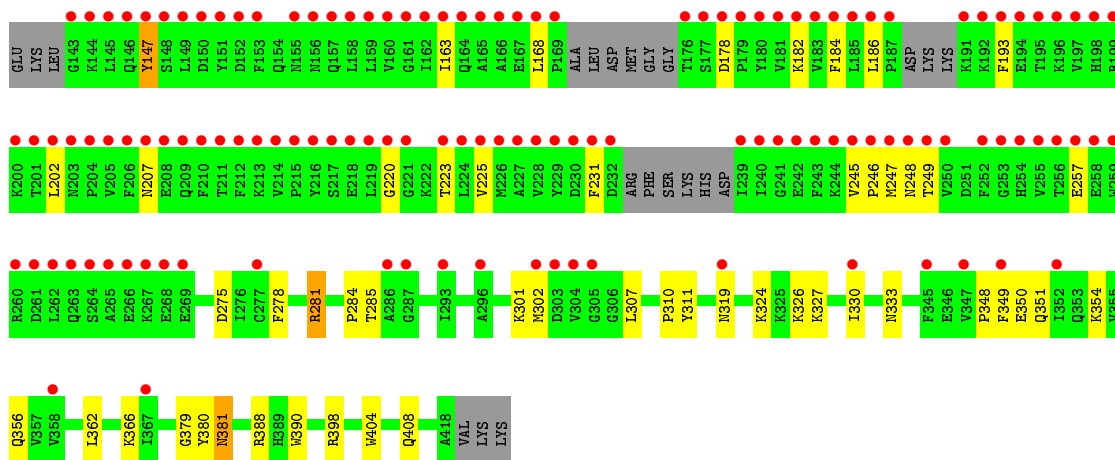 GLU LYS LEU G143 K144 L145 Q146 Y147 S148 L149 D150 Y151 D152 F153 Q154 N155 N156 Q157 L158 L159 V160 G161 I162 I163 Q164 A165 A166 E167 L168 P169 ALA LEU ASP MET GLY GLY T176 S177 D178 P179 Y180 V181 K182 V183 F184 L185 L186 P187 ASP LYS LYS K191 K192 F193 E194 T195 K196 V197 H198 R199
K200 T201 L202 N203 P204 V205 F206 N207 E208 Q209 F210 T211 F212 K213 V214 P215 Y216 S217 E218 L219 G220 G221 K222 T223 L224 V225 M226 A227 V228 Y229 D230 F231 D232 ARG PHE SER LYS HIS ASP I239 I240 G241 E242 F243 K244 V245 P246 M247 N248 T249 V250 D251 F252 G253 H254 V255 T256 E257 E258 W259
R260 D261 L262 Q263 S264 A265 E266 K267 E268 E269 D275 I276 C277 F278 R281 P284 T285 A286 G287 I293 A296 K301 M302 D303 V304 G305 G306 L307 P310 Y311 N319 K324 K325 K326 K327 I330 N333 F345 E346 V347 P348 F349 E350 Q351 I352 Q353 K354 V355
Q356 V357 V358 L362 K366 I367 G379 Y380 N381 R388 H389 W390 R398 W404 Q408 A418 VAL LYS LYS